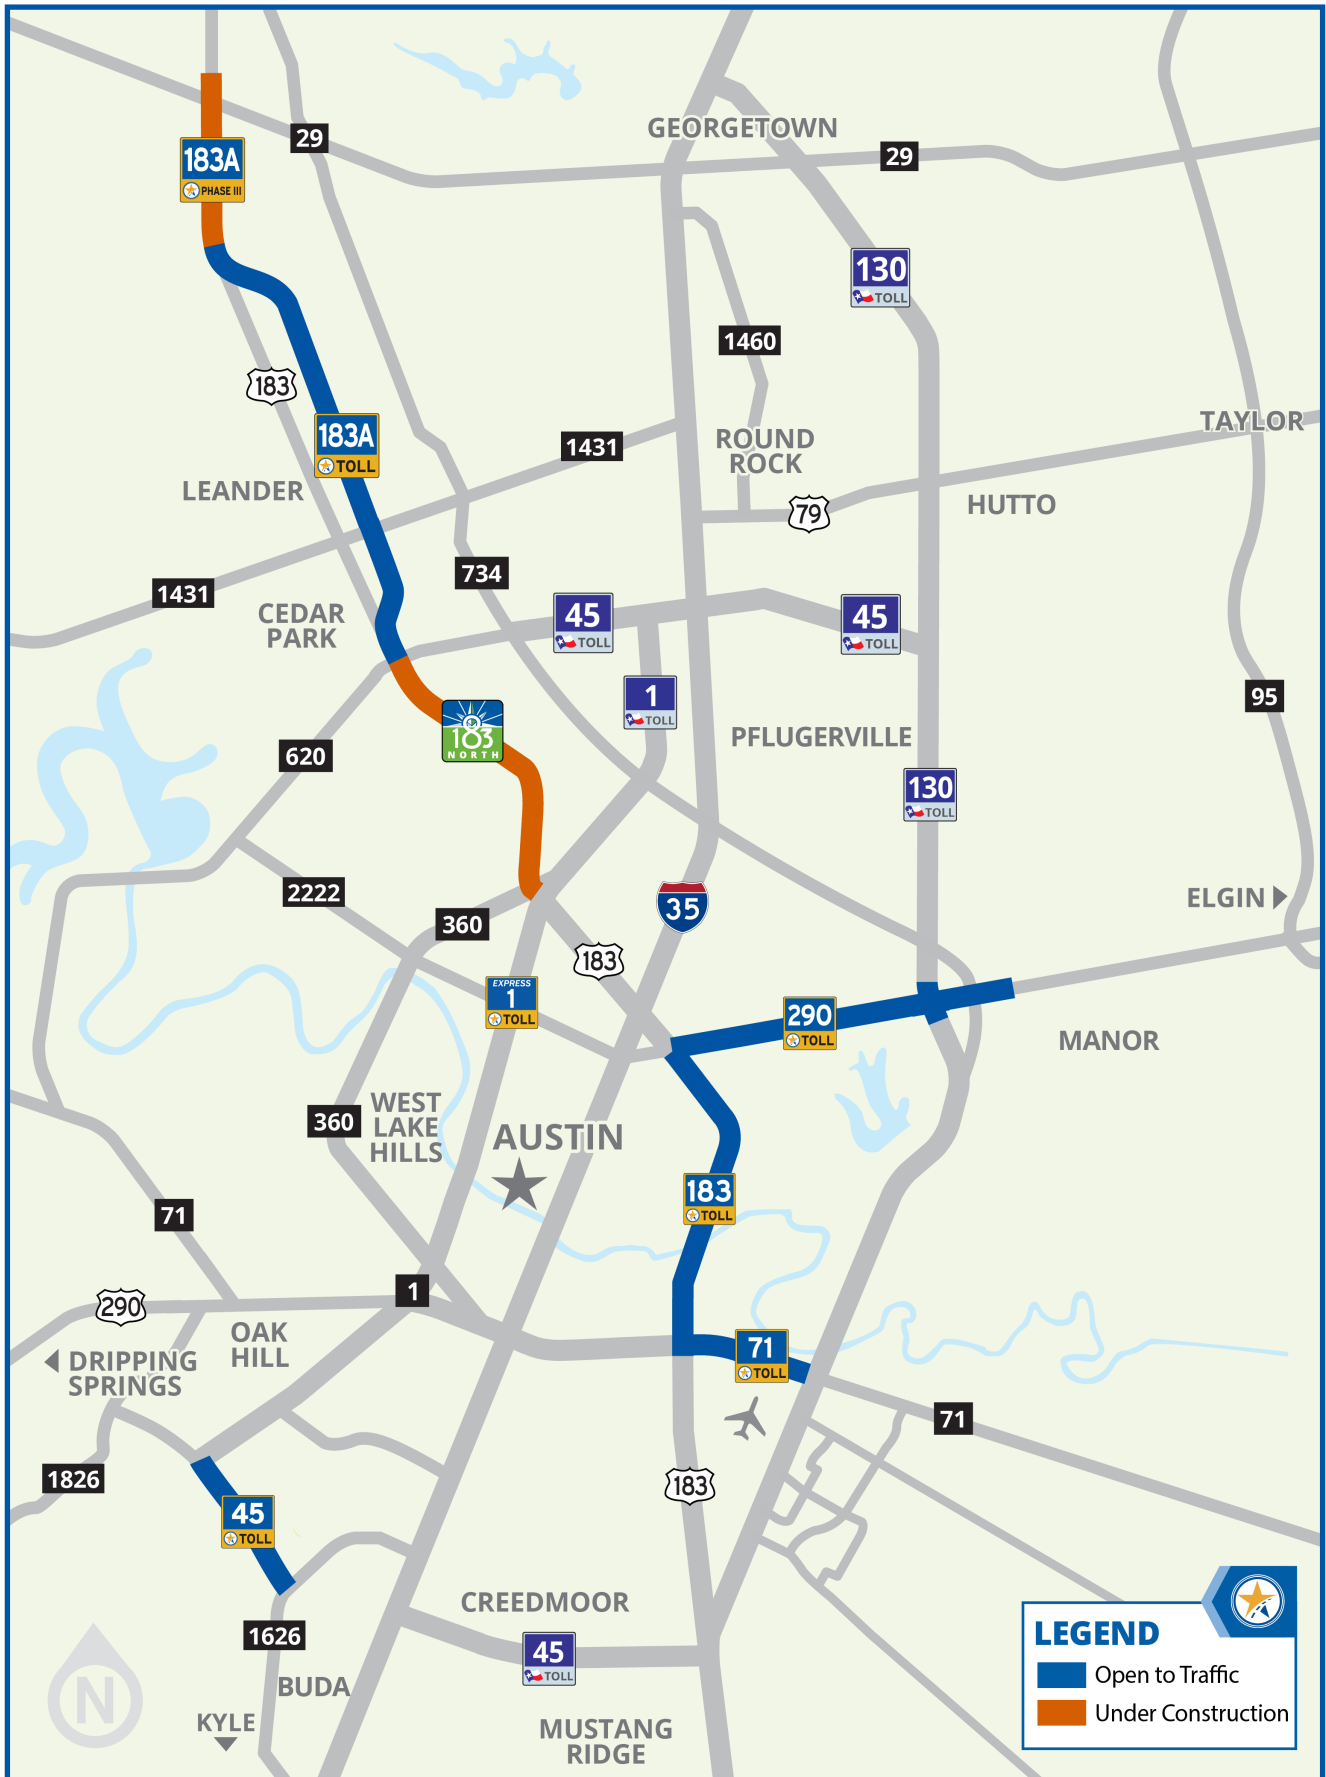 GEORGETOWN
29
29
183A
PHASE III
130
TOLL
1460
183
183A
TOLL
TAYLOR
1431
ROUND
ROCK
LEANDER
HUTTO
79
734
1431
CEDAR
PARK
45
TOLL
45
TOLL
1
TOLL
95
620
183
NORTH
PFLUGERVILLE
130
TOLL
2222
360
35
ELGIN
183
EXPRESS
1
TOLL
290
TOLL
MANOR
360
WEST
LAKE
HILLS
AUSTIN
183
TOLL
71
290
1
OAK
HILL
DRIPPING
SPRINGS
71
TOLL
71
1826
183
45
TOLL
CREEDMOOR
1626
45
TOLL
BUDA
KYLE
MUSTANG
RIDGE
N
LEGEND
Open to Traffic
Under Construction